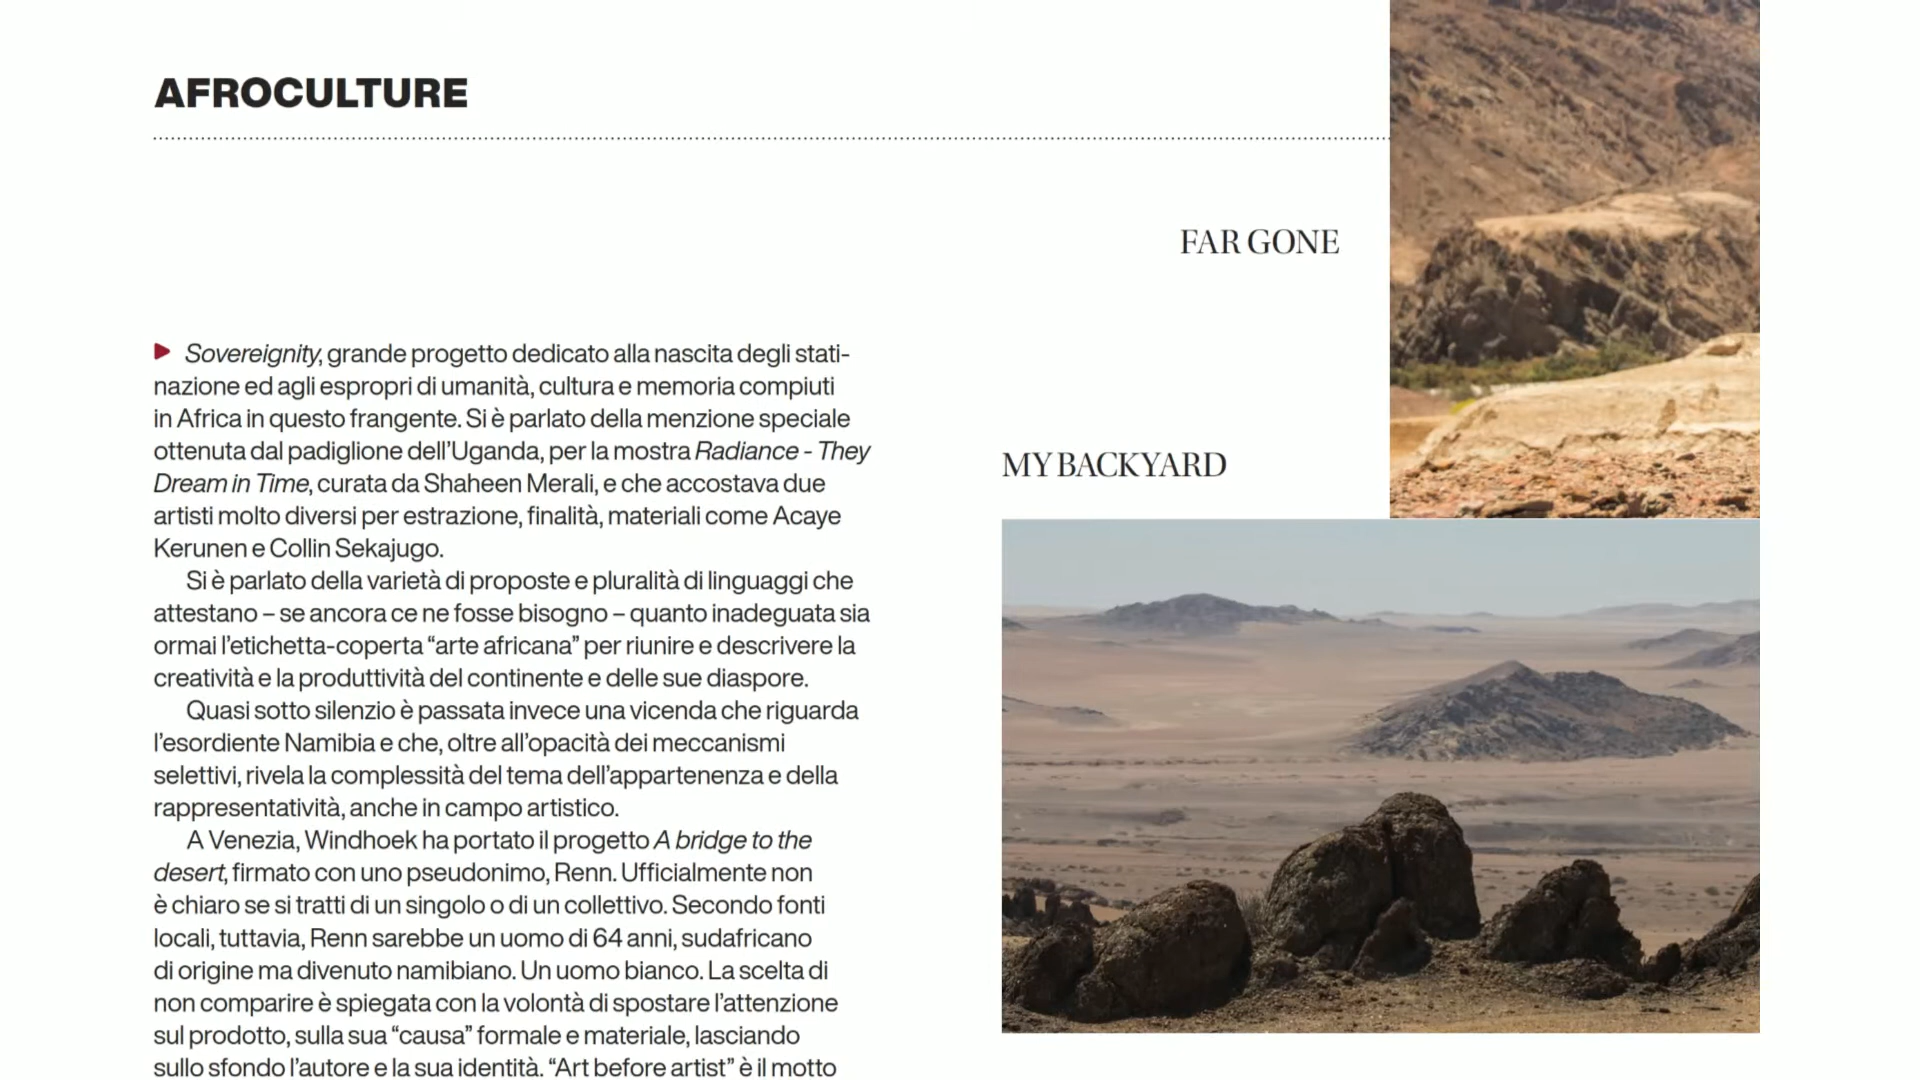 AFROCULTURE
FAR GONE
MY BACKYARD
Sovereignity, grande progetto dedicato alla nascita degli stati-
nazione ed agli espropri di umanità, cultura e memoria compiuti
in Africa in questo frangente. Si è parlato della menzione speciale
ottenuta dal padiglione dell’Uganda, per la mostra Radiance - They
Dream in Time, curata da Shaheen Merali, e che accostava due
artisti molto diversi per estrazione, finalità, materiali come Acaye
Kerunen e Collin Sekajugo.
Si è parlato della varietà di proposte e pluralità di linguaggi che
attestano – se ancora ce ne fosse bisogno – quanto inadeguata sia
ormai l’etichetta-coperta “arte africana” per riunire e descrivere la
creatività e la produttività del continente e delle sue diaspore.
Quasi sotto silenzio è passata invece una vicenda che riguarda
l’esordiente Namibia e che, oltre all’opacità dei meccanismi
selettivi, rivela la complessità del tema dell’appartenenza e della
rappresentatività, anche in campo artistico.
A Venezia, Windhoek ha portato il progetto A bridge to the
desert, firmato con uno pseudonimo, Renn. Ufficialmente non
è chiaro se si tratti di un singolo o di un collettivo. Secondo fonti
locali, tuttavia, Renn sarebbe un uomo di 64 anni, sudafricano
di origine ma divenuto namibiano. Un uomo bianco. La scelta di
non comparire è spiegata con la volontà di spostare l’attenzione
sul prodotto, sulla sua “causa” formale e materiale, lasciando
sullo sfondo l’autore e la sua identità. “Art before artist” è il motto